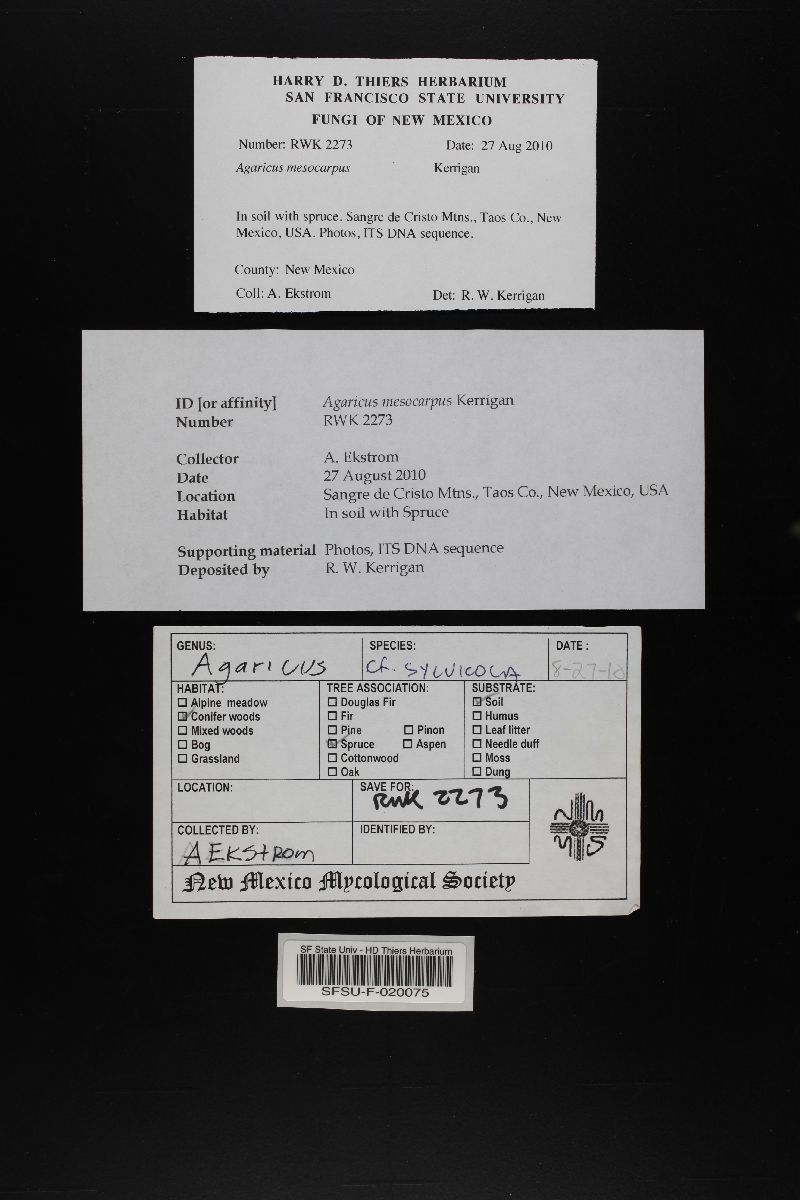 HARRY D. THIERS HERBARIUM
SAN FRANCISCO STATE UNIVERSITY
FUNGI OF NEW MEXICO
Number: RWK 2273 Date: 27 Aug 2010
Agaricus mesocarpus Kerrigan
In soil with spruce. Sangre de Cristo Mtns., Taos Co., New
Mexico, USA. Photos, ITS DNA sequence.
County: New Mexico
Coll: A. Ekstrom Det: R. W. Kerrigan
ID [or affinity] Agaricus mesocarpus Kerrigan
Number RWK 2273
Collector A. Ekstrom
Date 27 August 2010
Location Sangre de Cristo Mtns., Taos Co., New Mexico, USA
Habitat In soil with Spruce
Supporting material Photos, ITS DNA sequence
Deposited by R. W. Kerrigan
GENUS: SPECIES: DATE :
Agaricus Cf. SYLVICOLA 8-27-10
HABITAT: TREE ASSOCIATION: SUBSTRATE:
Alpine meadow Douglas Fir Soil
Conifer woods Fir Humus
Mixed woods Pine Pinon Leaf litter
Bog Spruce Aspen Needle duff
Grassland Cottonwood Moss
Oak Dung
LOCATION: SAVE FOR:
RWK 2273
COLLECTED BY: IDENTIFIED BY:
A EKStRom
NMMS
New Mexico Mycological Society
SF State Univ - HD Thiers Herbarium
SFSU-F-020075